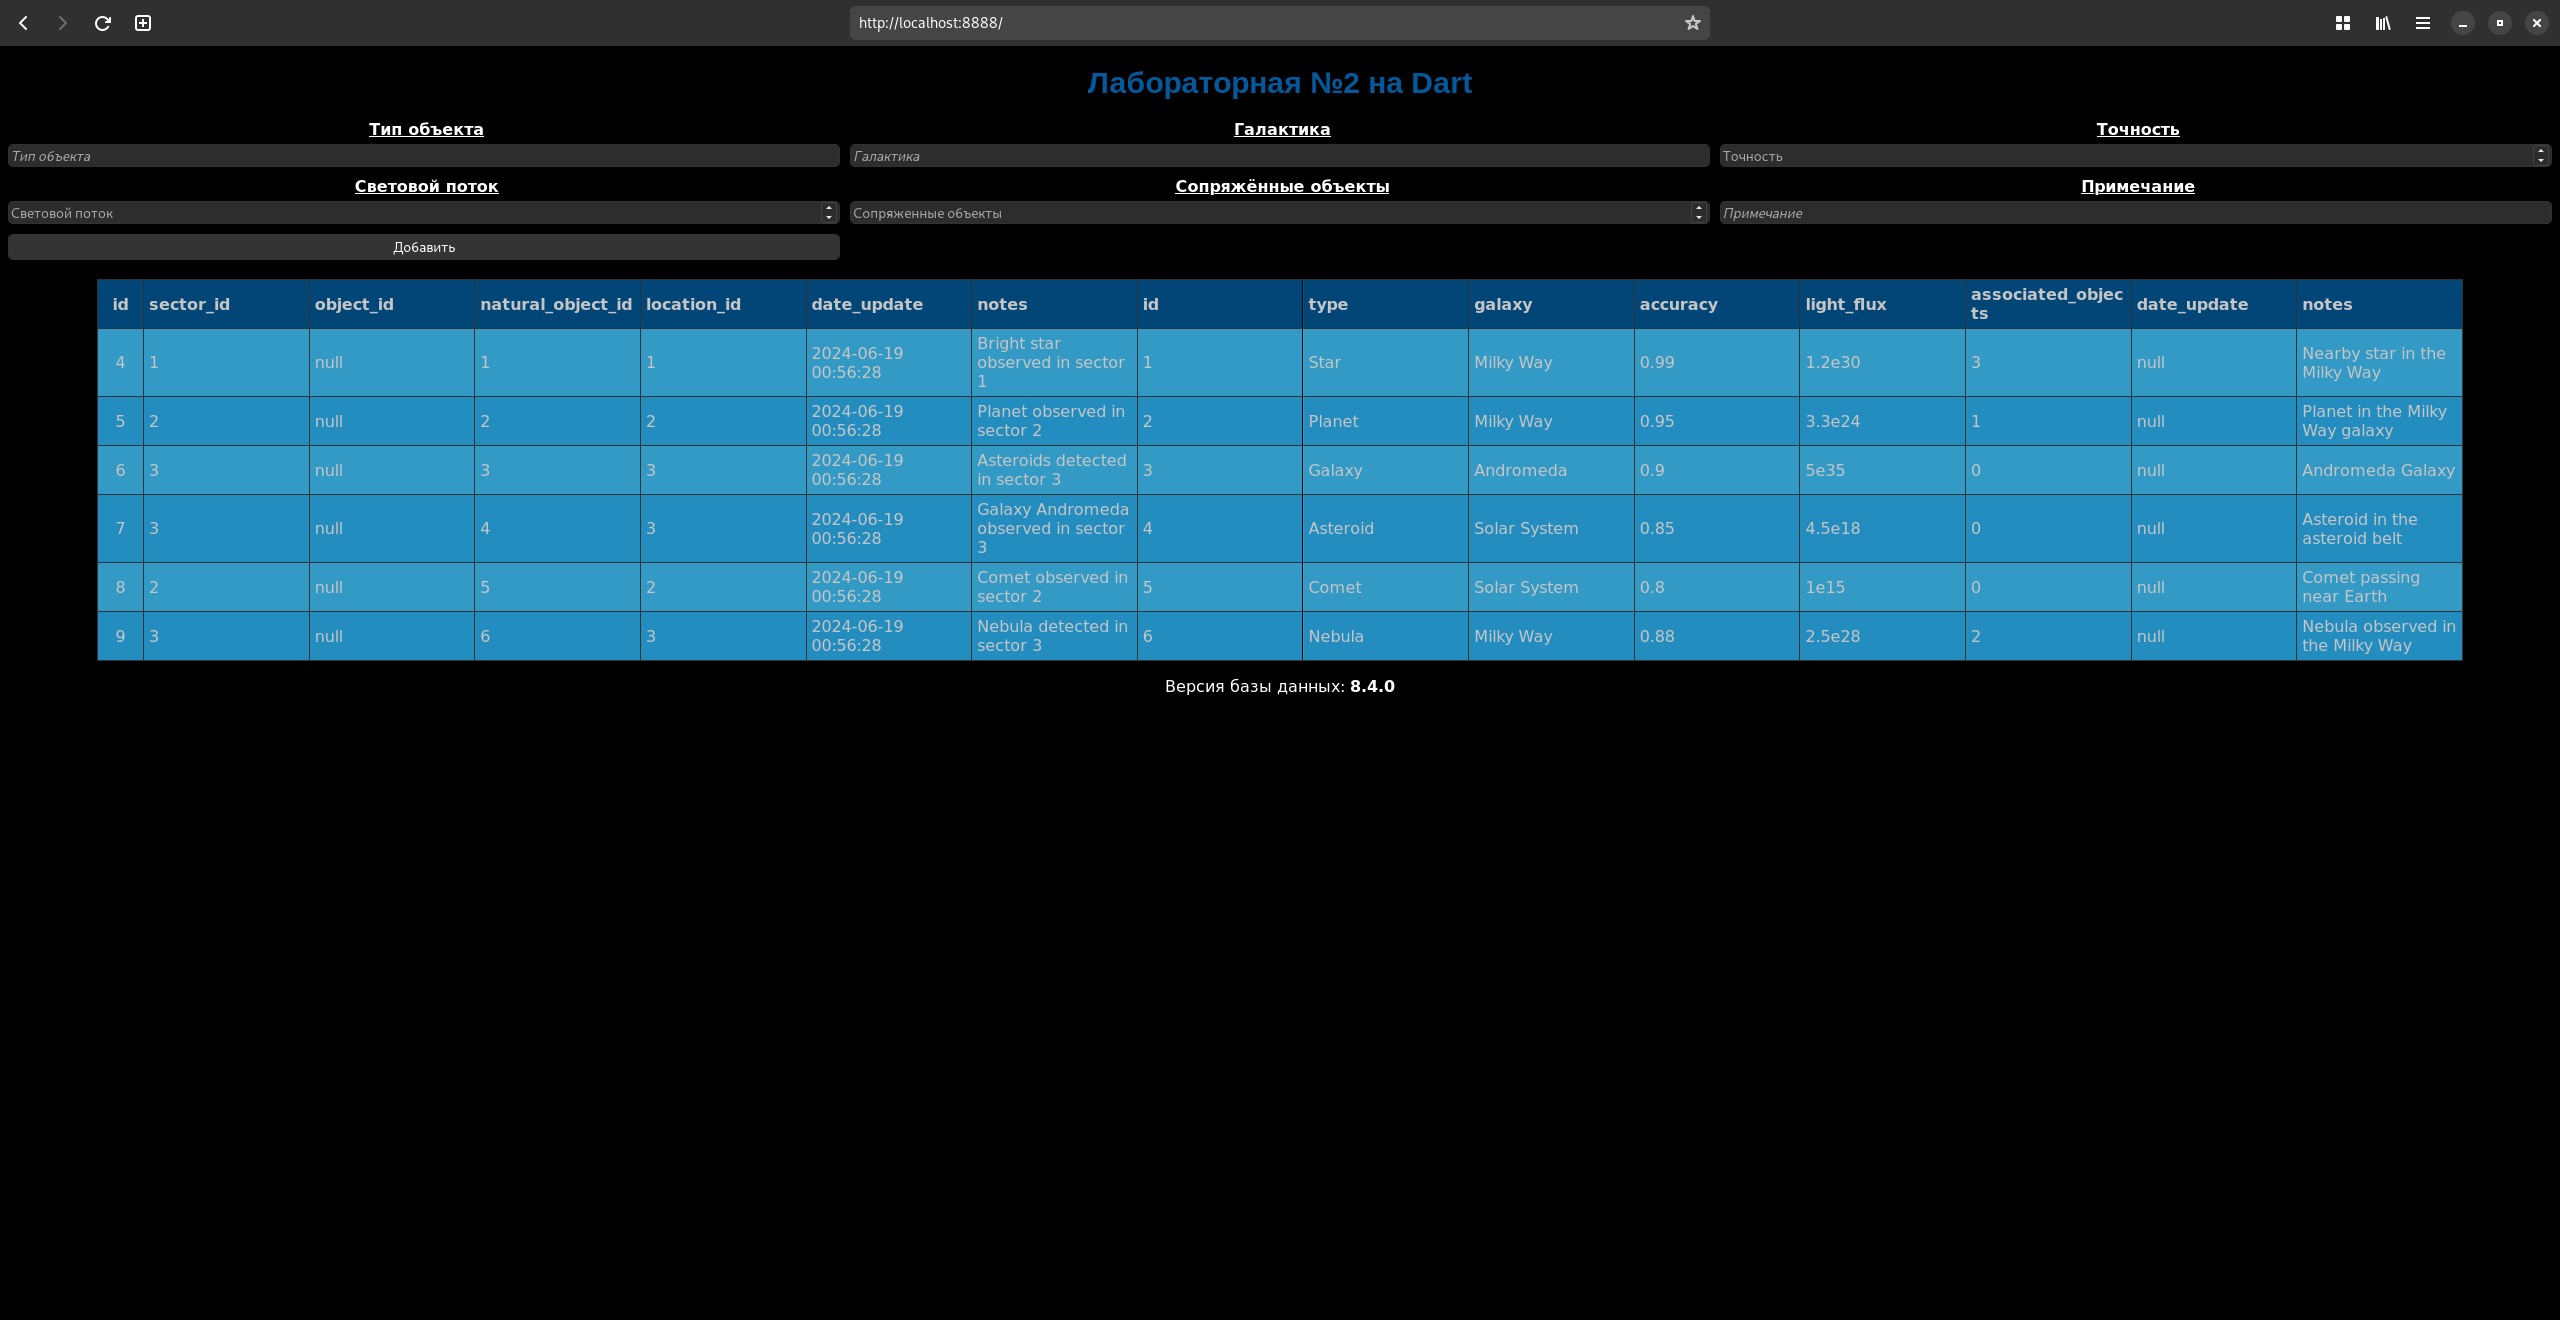 http://localhost:8888/
Лабораторная №2 на Dart
Тип объекта Галактика Точность
Тип объекта Галактика Точность
Световой поток Сопряжённые объекты Примечание
Световой поток Сопряженные объекты Примечание
Добавить
id sector_id object_id natural_object_id location_id date_update notes id type galaxy accuracy light_flux associated_objec
ts date_update notes
4 1 null 1 1 2024-06-19
00:56:28 Bright star
observed in sector
1 1 Star Milky Way 0.99 1.2e30 3 null Nearby star in the
Milky Way
5 2 null 2 2 2024-06-19
00:56:28 Planet observed in
sector 2 2 Planet Milky Way 0.95 3.3e24 1 null Planet in the Milky
Way galaxy
6 3 null 3 3 2024-06-19
00:56:28 Asteroids detected
in sector 3 3 Galaxy Andromeda 0.9 5e35 0 null Andromeda Galaxy
7 3 null 4 3 2024-06-19
00:56:28 Galaxy Andromeda
observed in sector
3 4 Asteroid Solar System 0.85 4.5e18 0 null Asteroid in the
asteroid belt
8 2 null 5 2 2024-06-19
00:56:28 Comet observed in
sector 2 5 Comet Solar System 0.8 1e15 0 null Comet passing
near Earth
9 3 null 6 3 2024-06-19
00:56:28 Nebula detected in
sector 3 6 Nebula Milky Way 0.88 2.5e28 2 null Nebula observed in
the Milky Way
Версия базы данных: 8.4.0